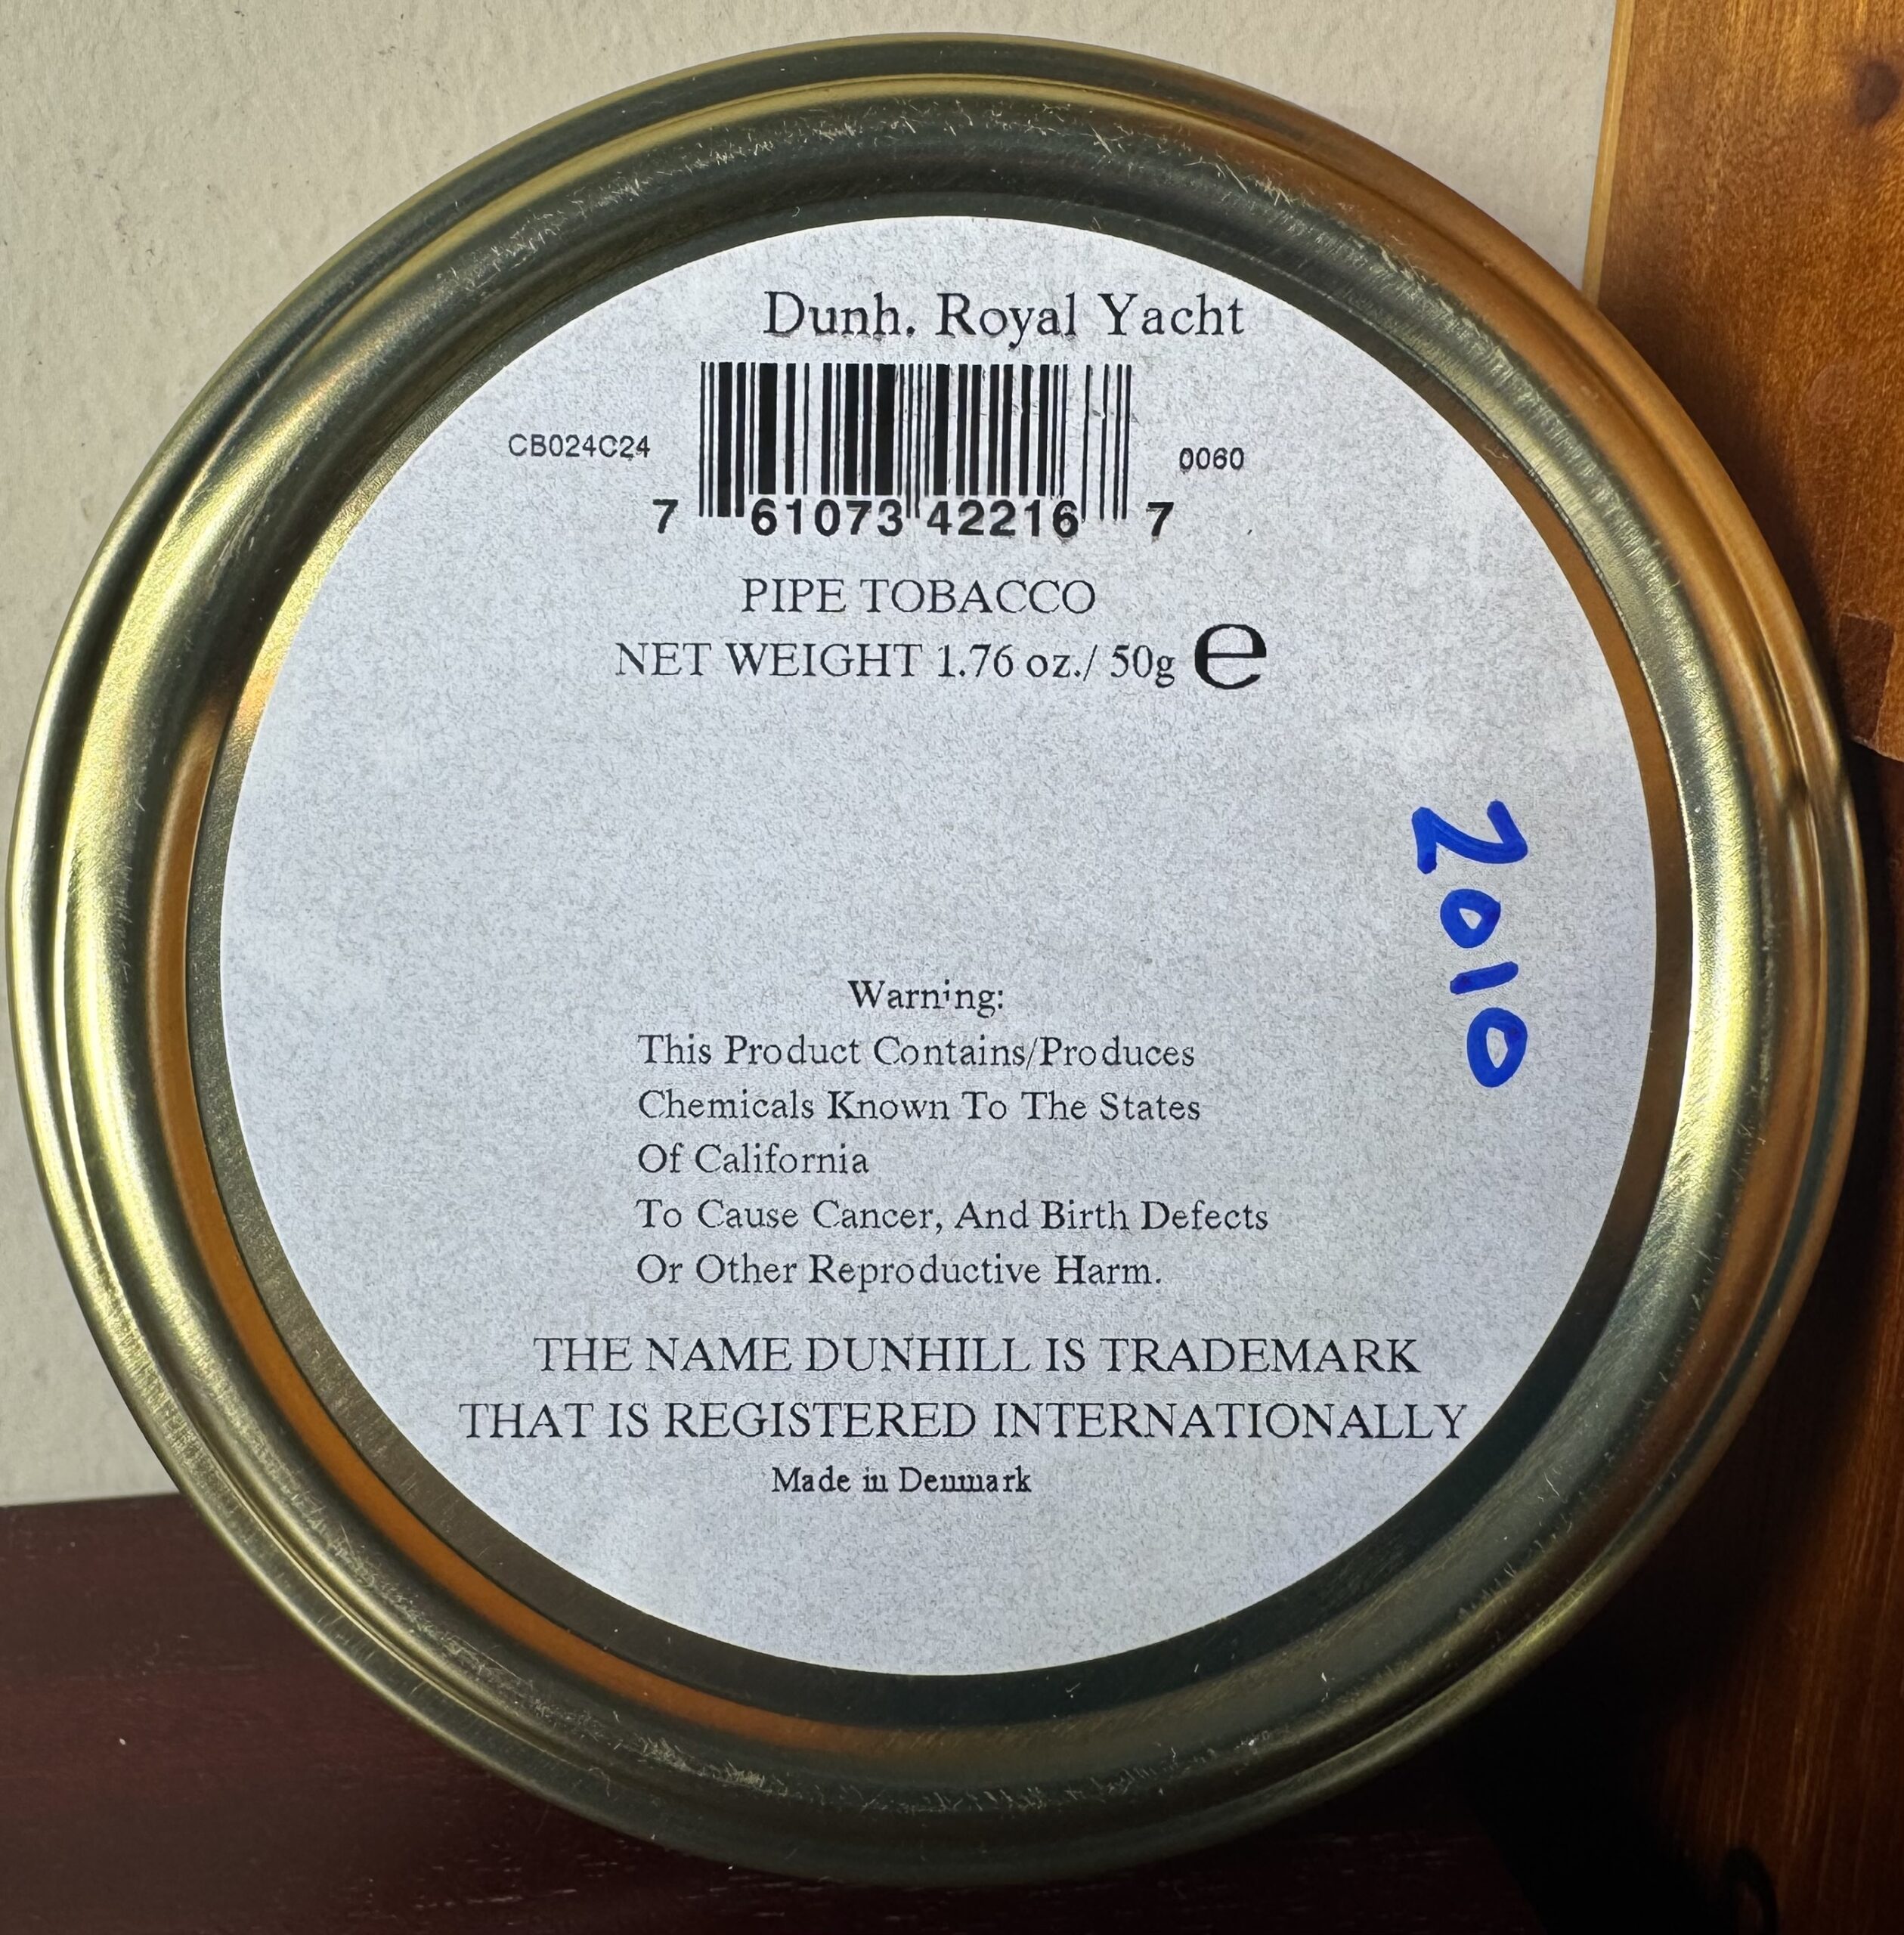 Dunh. Royal Yacht
CB024C24
0060
7 61073 42216 7
PIPE TOBACCO
NET WEIGHT 1.76 oz./ 50g e
2010
Warning:
This Product Contains/Produces
Chemicals Known To The States
Of California
To Cause Cancer, And Birth Defects
Or Other Reproductive Harm.
THE NAME DUNHILL IS TRADEMARK
THAT IS REGISTERED INTERNATIONALLY
Made in Denmark